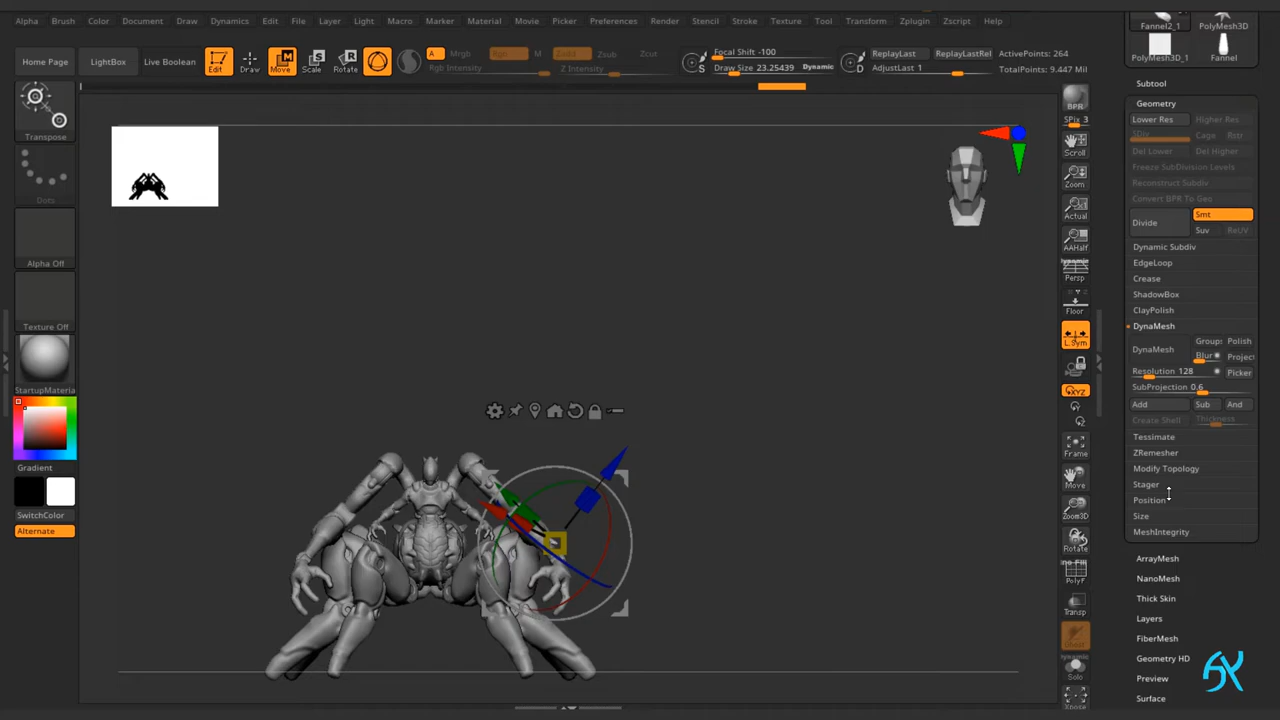 Alpha Brush Color Document Draw Dynamics Edit File Layer Light Macro Marker Material Movie Picker Preferences Render Stencil Stroke Texture Tool Transform Zplugin Zscript Help
Home Page LightBox Live Boolean Edit Draw Move Scale Rotate
A Mrgb Rgb M Zadd Zsub Zcut
Rgb Intensity Z Intensity
S Focal Shift -100
Draw Size 23.25439 Dynamic
D ReplayLast ReplayLastRel
AdjustLast 1
ActivePoints: 264
TotalPoints: 9.447 Mil
Transpose
Dots
Alpha Off
Texture Off
StartupMateria
Gradient
SwitchColor
Alternate
BPR
SPix 3
Scroll
Zoom
Actual
AAHalf
Dynamic
Persp
Floor
L.Sym
XYZ
Y
Z
Frame
Move
Zoom3D
Rotate
PolyF
Transp
Ghost
Dynamic
Solo
Xpose
Fannel2_1 PolyMesh3D
PolyMesh3D_1 Fannel
Subtool
Geometry
Lower Res Higher Res
SDiv Cage Rstr
Del Lower Del Higher
Freeze SubDivision Levels
Reconstruct Subdiv
Convert BPR To Geo
Divide Smt
Suv ReUV
Dynamic Subdiv
EdgeLoop
Crease
ShadowBox
ClayPolish
DynaMesh
DynaMesh Group: Polish
Blur Project
Resolution 128 Picker
SubProjection 0.6
Add Sub And
Create Shell Thickness
Tessimate
ZRemesher
Modify Topology
Stager
Position
Size
MeshIntegrity
ArrayMesh
NanoMesh
Thick Skin
Layers
FiberMesh
Geometry HD
Preview
Surface